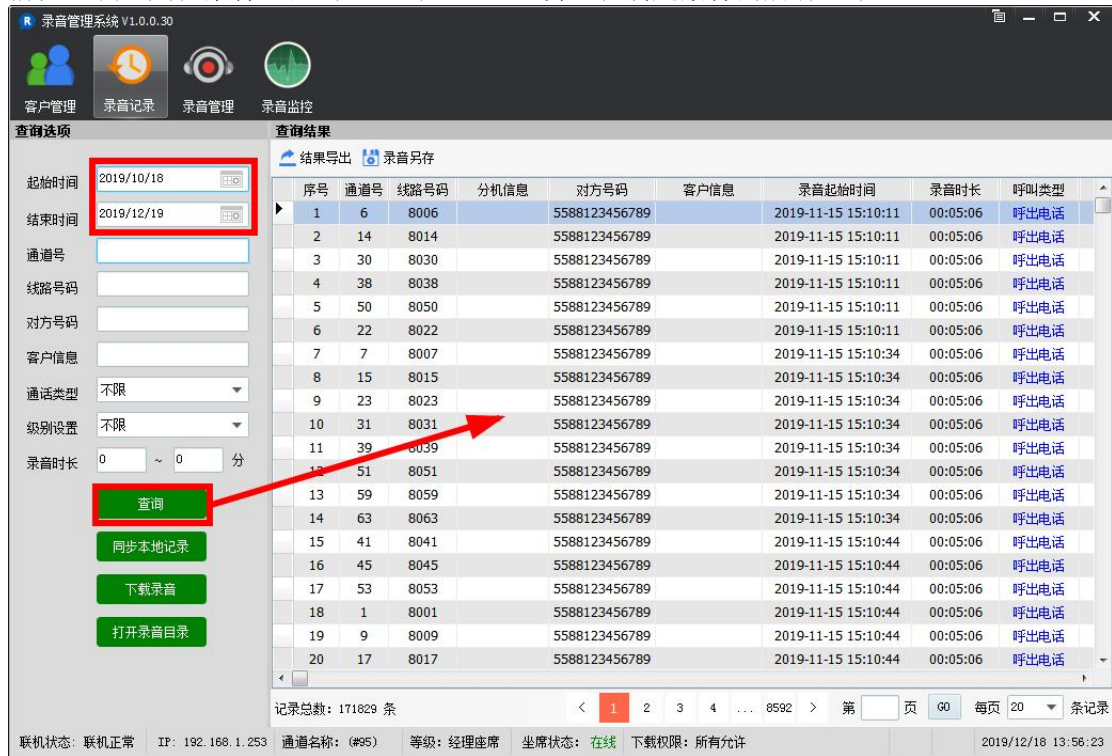 录音管理系统 V1.0.0.30
客户管理 录音记录 录音管理 录音监控
查询选项
起始时间 2019/10/18
结束时间 2019/12/19
通道号
线路号码
对方号码
客户信息
通话类型 不限
级别设置 不限
录音时长 0 ~ 0 分
查询
同步本地记录
下载录音
打开录音目录
查询结果
结果导出 录音另存
序号 通道号 线路号码 分机信息 对方号码 客户信息 录音起始时间 录音时长 呼叫类型
1 6 8006 5588123456789 2019-11-15 15:10:11 00:05:06 呼出电话
2 14 8014 5588123456789 2019-11-15 15:10:11 00:05:06 呼出电话
3 30 8030 5588123456789 2019-11-15 15:10:11 00:05:06 呼出电话
4 38 8038 5588123456789 2019-11-15 15:10:11 00:05:06 呼出电话
5 50 8050 5588123456789 2019-11-15 15:10:11 00:05:06 呼出电话
6 22 8022 5588123456789 2019-11-15 15:10:11 00:05:06 呼出电话
7 7 8007 5588123456789 2019-11-15 15:10:34 00:05:06 呼出电话
8 15 8015 5588123456789 2019-11-15 15:10:34 00:05:06 呼出电话
9 23 8023 5588123456789 2019-11-15 15:10:34 00:05:06 呼出电话
10 31 8031 5588123456789 2019-11-15 15:10:34 00:05:06 呼出电话
11 39 8039 5588123456789 2019-11-15 15:10:34 00:05:06 呼出电话
12 51 8051 5588123456789 2019-11-15 15:10:34 00:05:06 呼出电话
13 59 8059 5588123456789 2019-11-15 15:10:34 00:05:06 呼出电话
14 63 8063 5588123456789 2019-11-15 15:10:34 00:05:06 呼出电话
15 41 8041 5588123456789 2019-11-15 15:10:44 00:05:06 呼出电话
16 45 8045 5588123456789 2019-11-15 15:10:44 00:05:06 呼出电话
17 53 8053 5588123456789 2019-11-15 15:10:44 00:05:06 呼出电话
18 1 8001 5588123456789 2019-11-15 15:10:44 00:05:06 呼出电话
19 9 8009 5588123456789 2019-11-15 15:10:44 00:05:06 呼出电话
20 17 8017 5588123456789 2019-11-15 15:10:44 00:05:06 呼出电话
记录总数: 171829 条 < 1 2 3 4 ... 8592 > 第 页 GO 每页 20 条记录
联机状态: 联机正常 IP: 192.168.1.253 通道名称: (#95) 等级: 经理座席 坐席状态: 在线 下载权限: 所有允许 2019/12/18 13:56:23